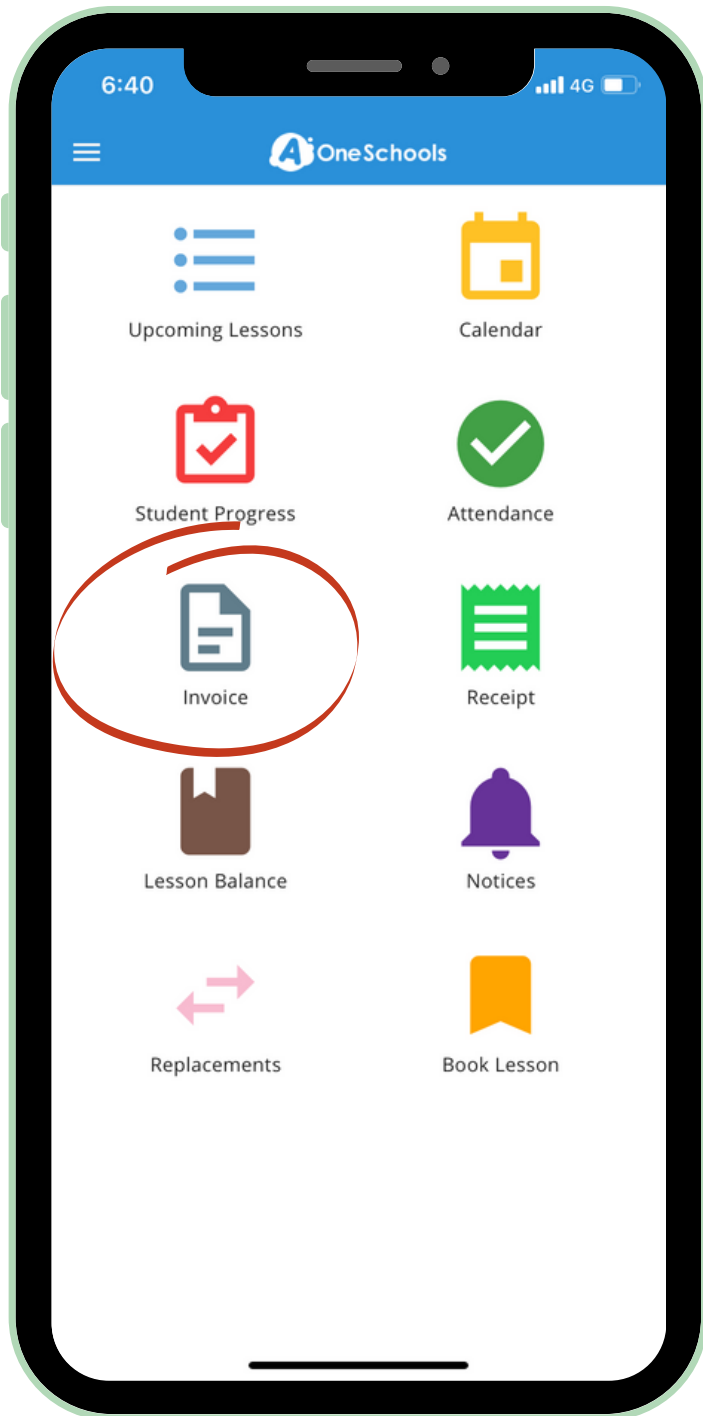 6:40 4G
A OneSchools
Upcoming Lessons Calendar
Student Progress Attendance
Invoice Receipt
Lesson Balance Notices
Replacements Book Lesson